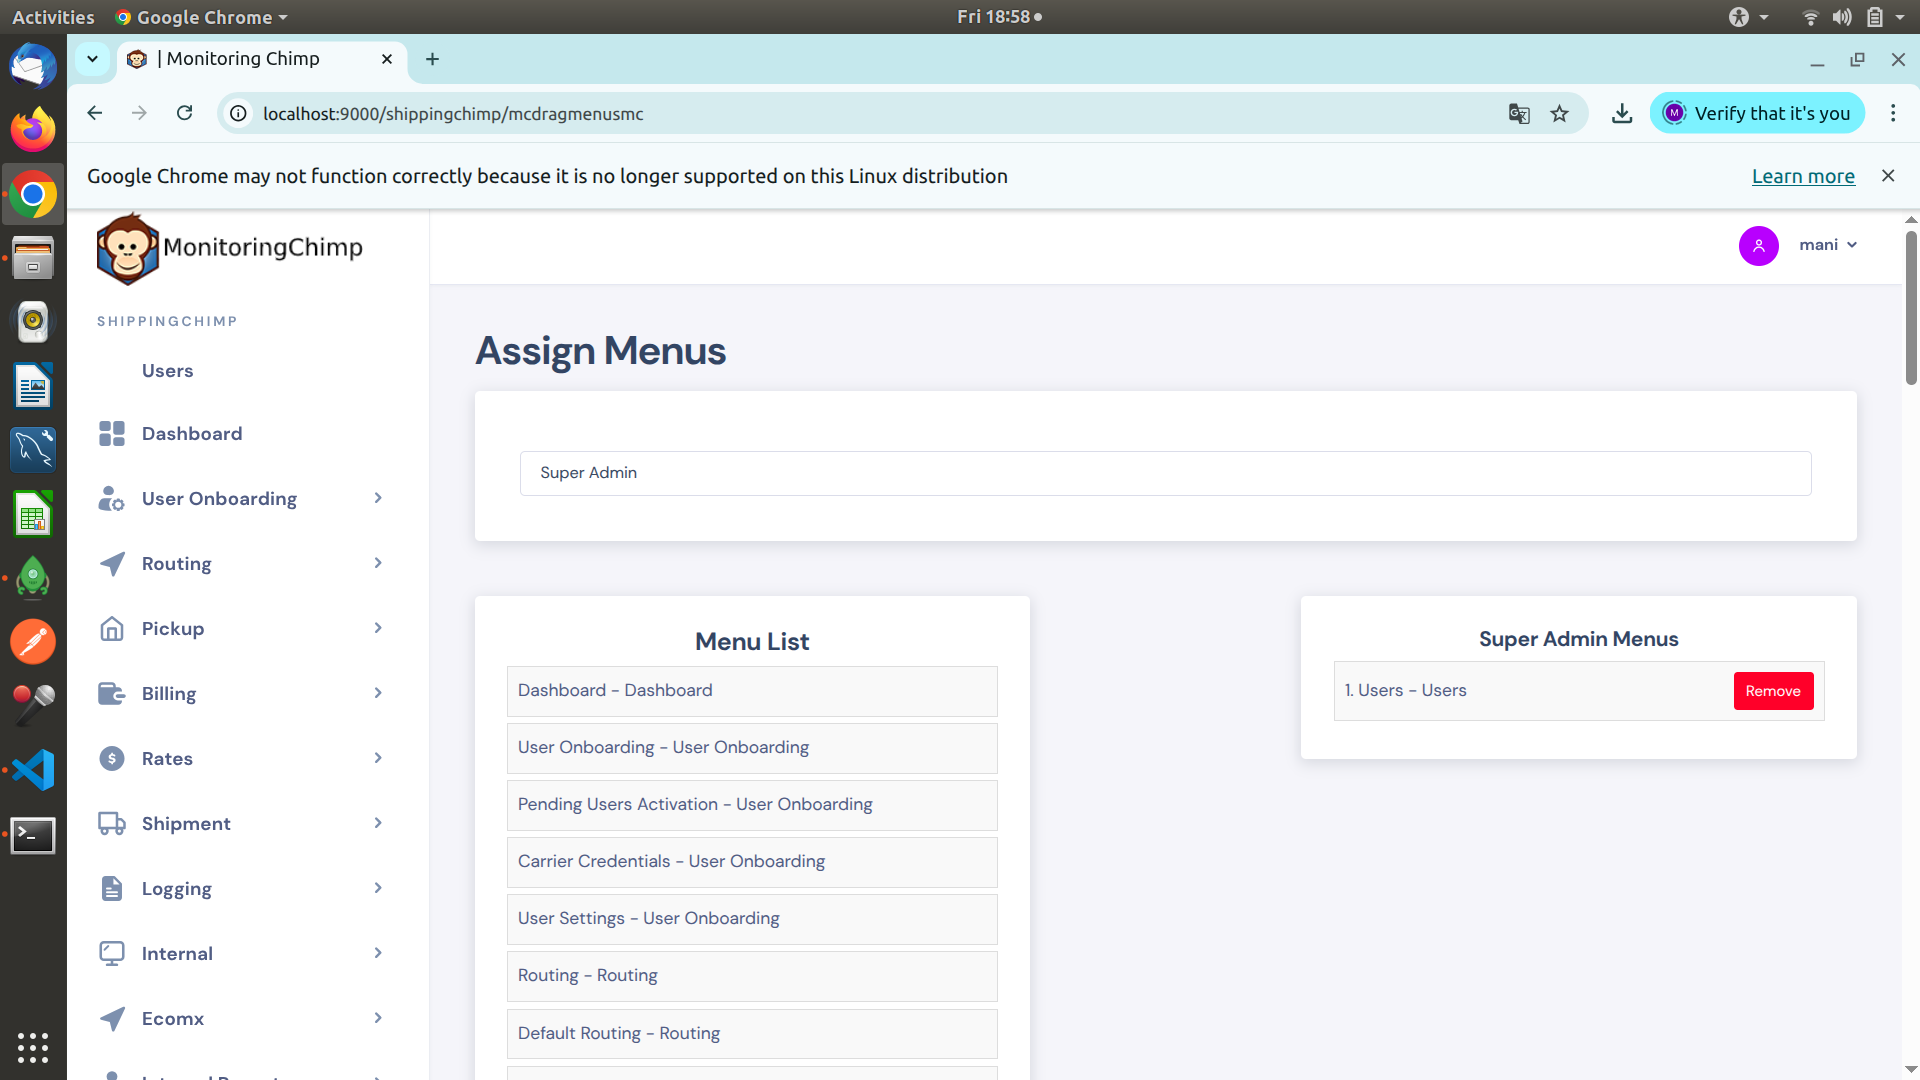 Activities
Google Chrome
Fri 18:58
| Monitoring Chimp
localhost:9000/shippingchimp/mcdragmenusmc
Verify that it's you
Google Chrome may not function correctly because it is no longer supported on this Linux distribution
Learn more
MonitoringChimp
mani
SHIPPINGCHIMP
Users
Dashboard
User Onboarding
Routing
Pickup
Billing
Rates
Shipment
Logging
Internal
Ecomx
Assign Menus
Super Admin
Menu List
Dashboard - Dashboard
User Onboarding - User Onboarding
Pending Users Activation - User Onboarding
Carrier Credentials - User Onboarding
User Settings - User Onboarding
Routing - Routing
Default Routing - Routing
Super Admin Menus
1. Users - Users
Remove